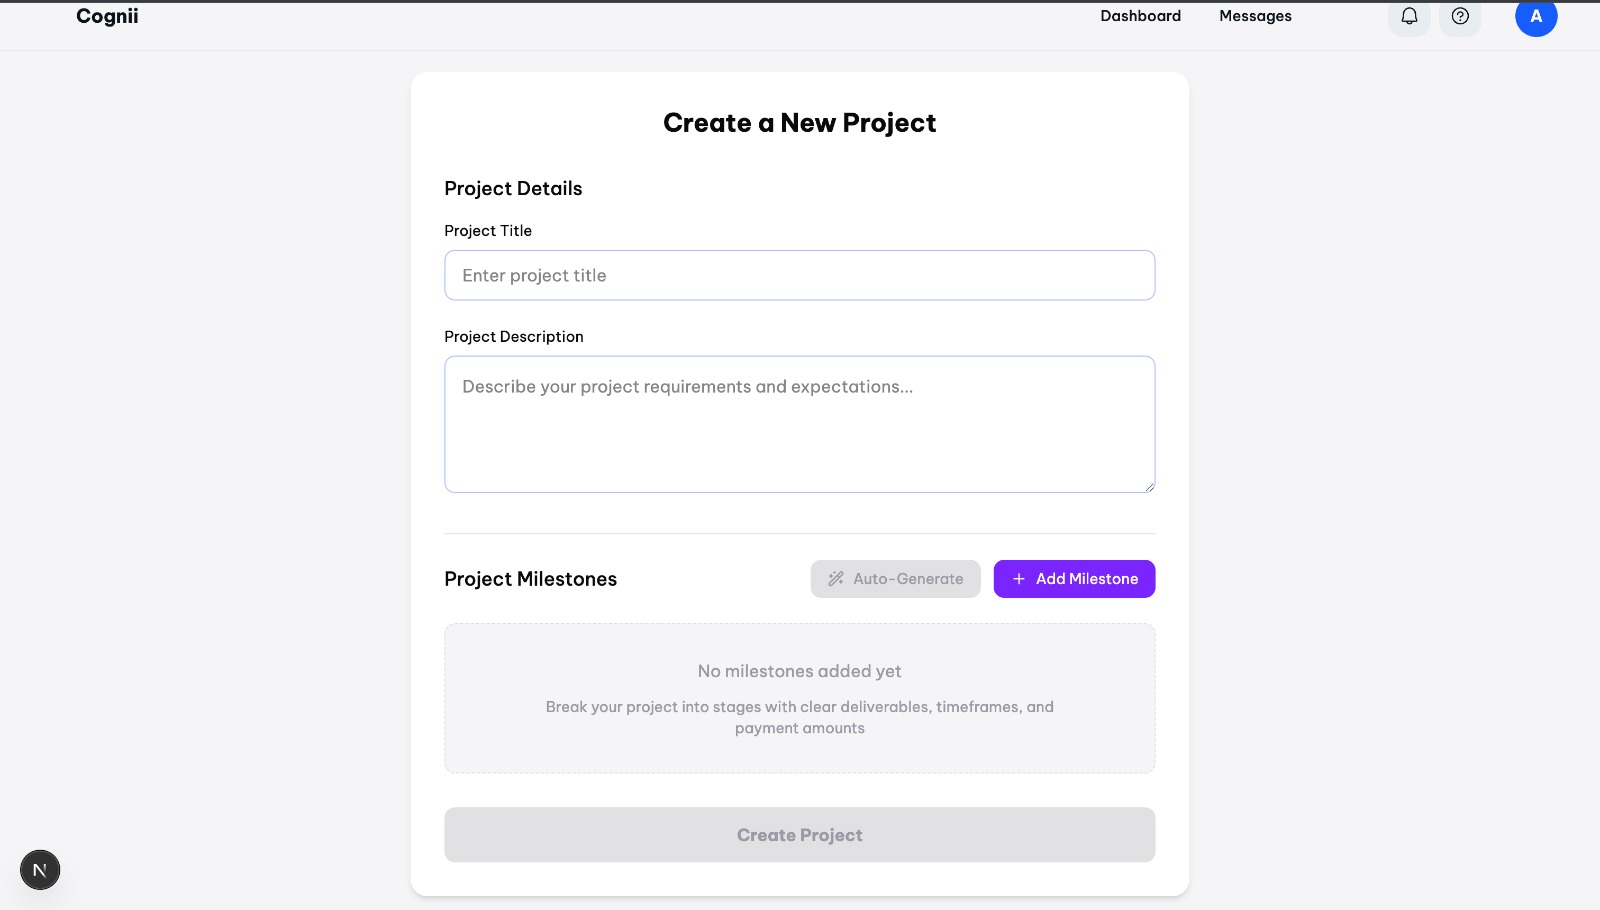 Cognii
Dashboard
Messages
A
Create a New Project
Project Details
Project Title
Enter project title
Project Description
Describe your project requirements and expectations...
Project Milestones
Auto-Generate
+ Add Milestone
No milestones added yet
Break your project into stages with clear deliverables, timeframes, and
payment amounts
Create Project
N